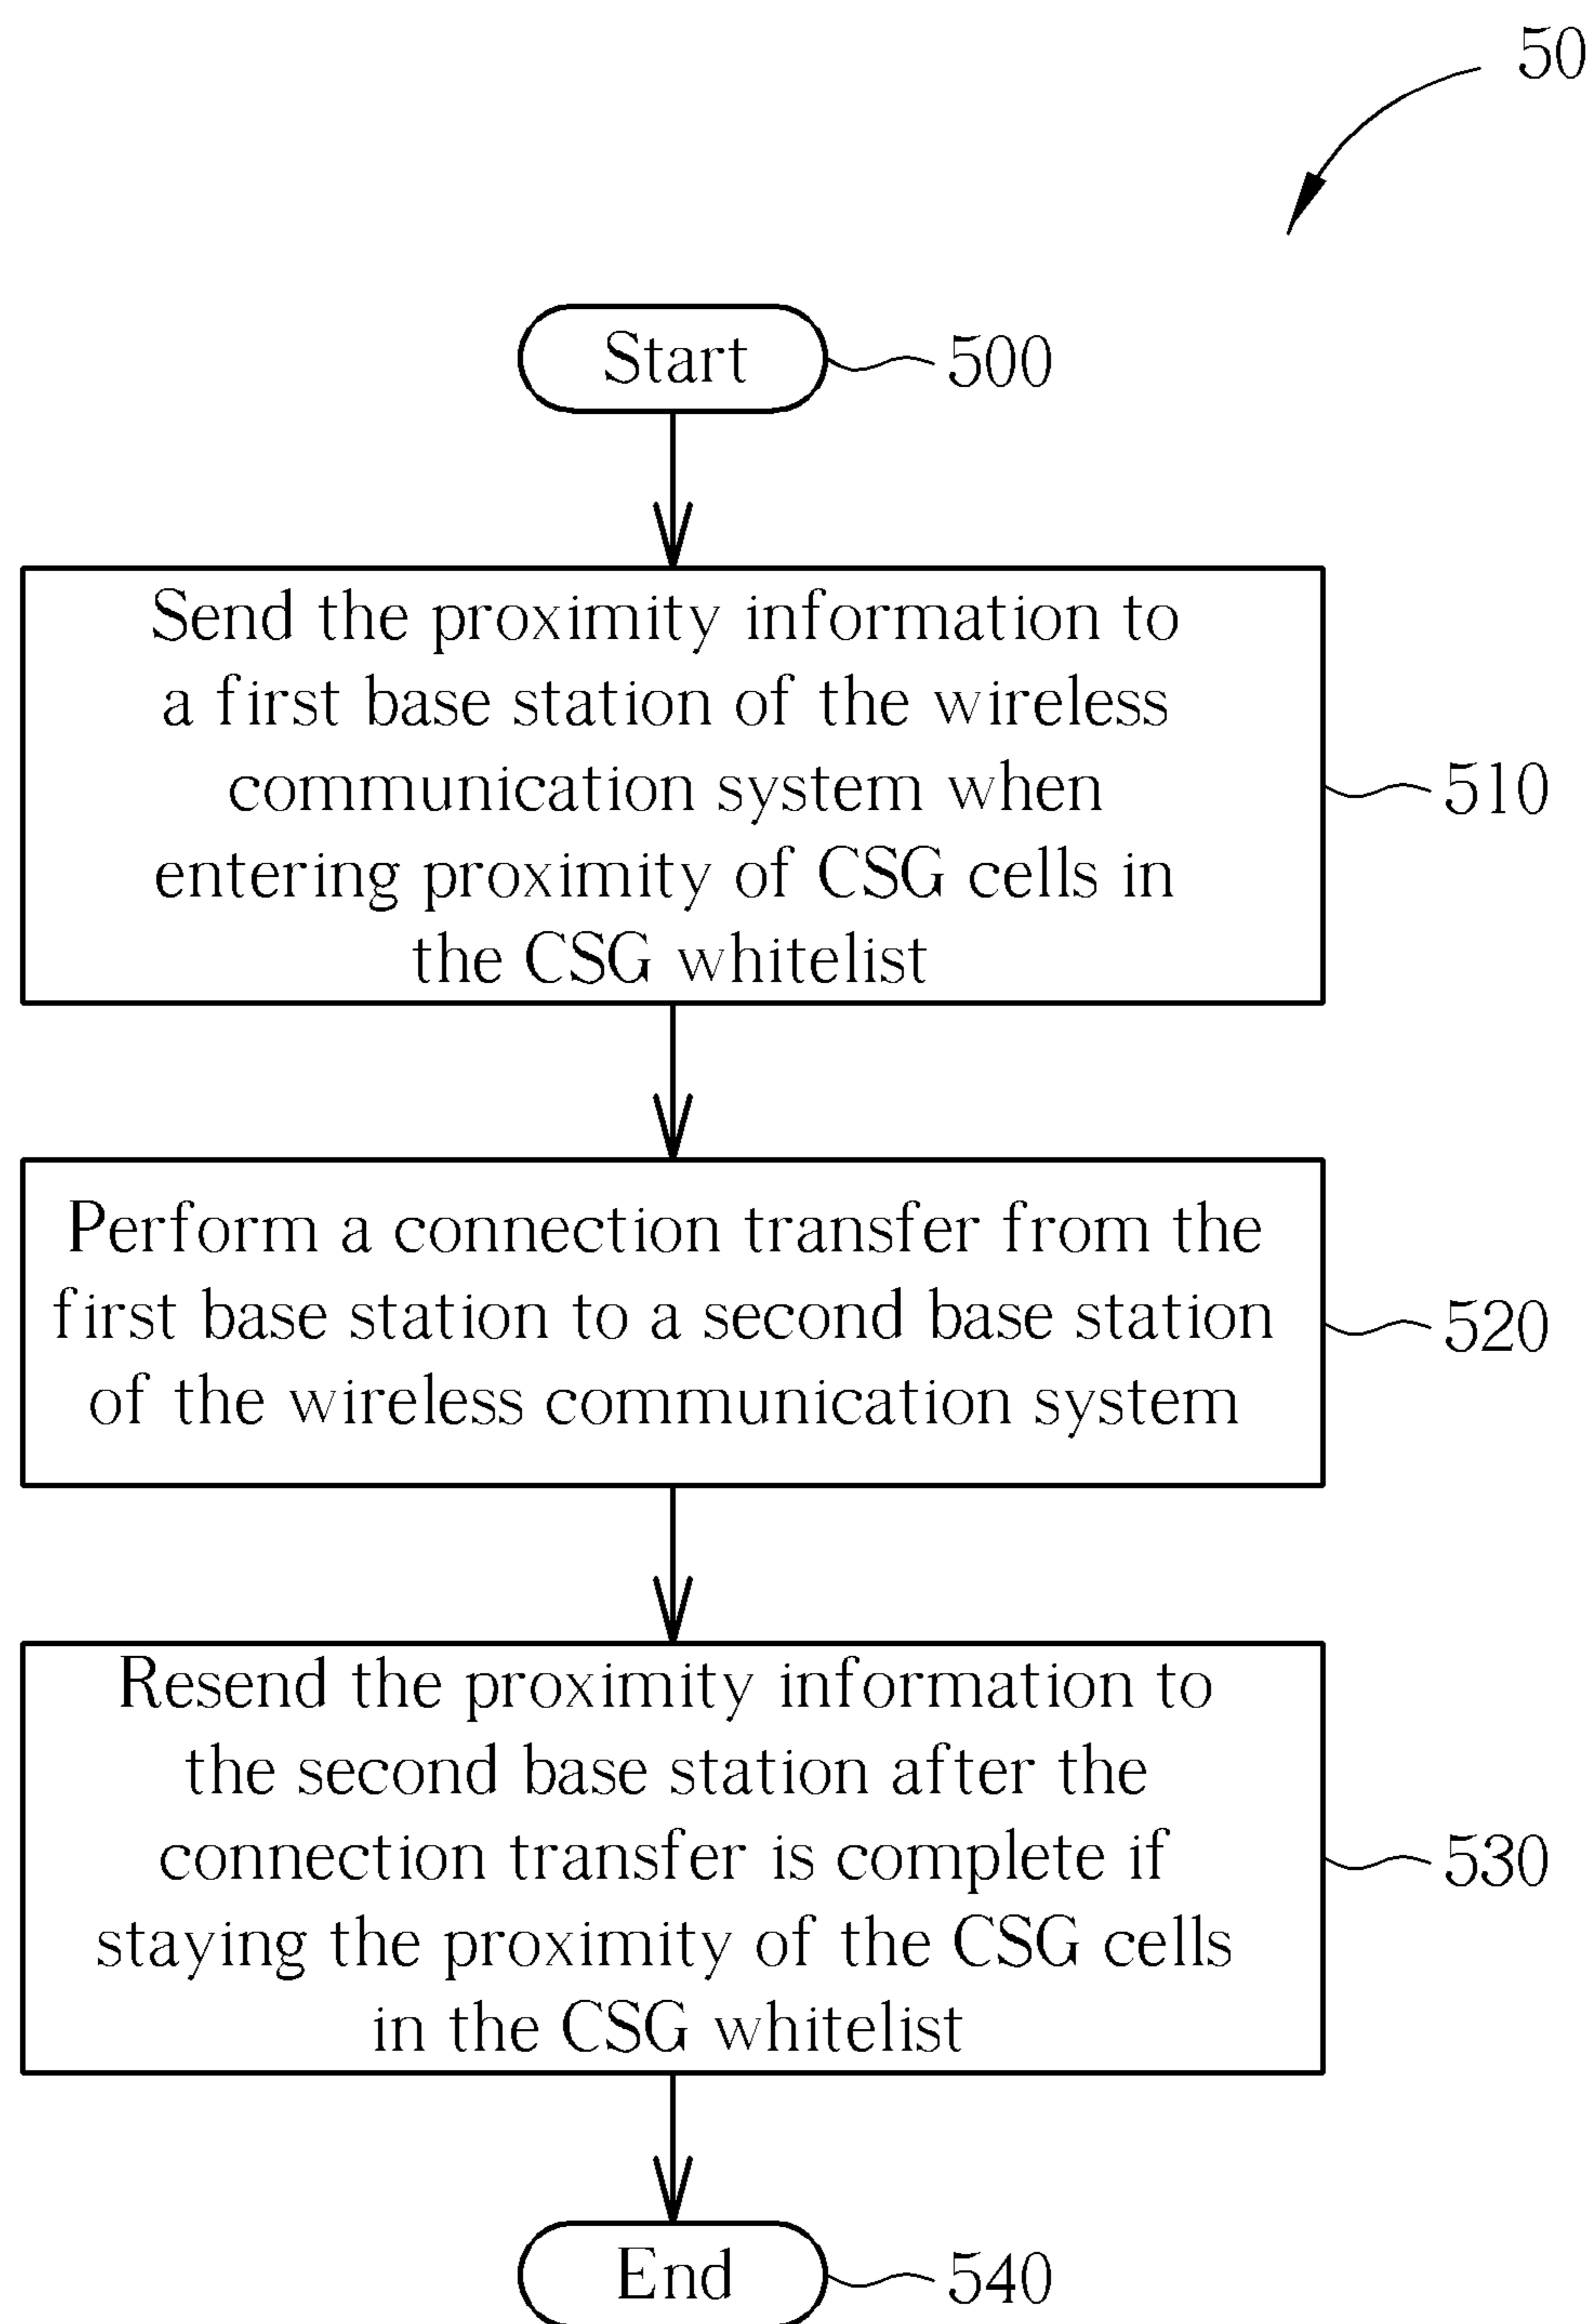 50
Start
500
Send the proximity information to
a first base station of the wireless
communication system when
entering proximity of CSG cells in
the CSG whitelist
510
Perform a connection transfer from the
first base station to a second base station
of the wireless communication system
520
Resend the proximity information to
the second base station after the
connection transfer is complete if
staying the proximity of the CSG cells
in the CSG whitelist
530
End
540